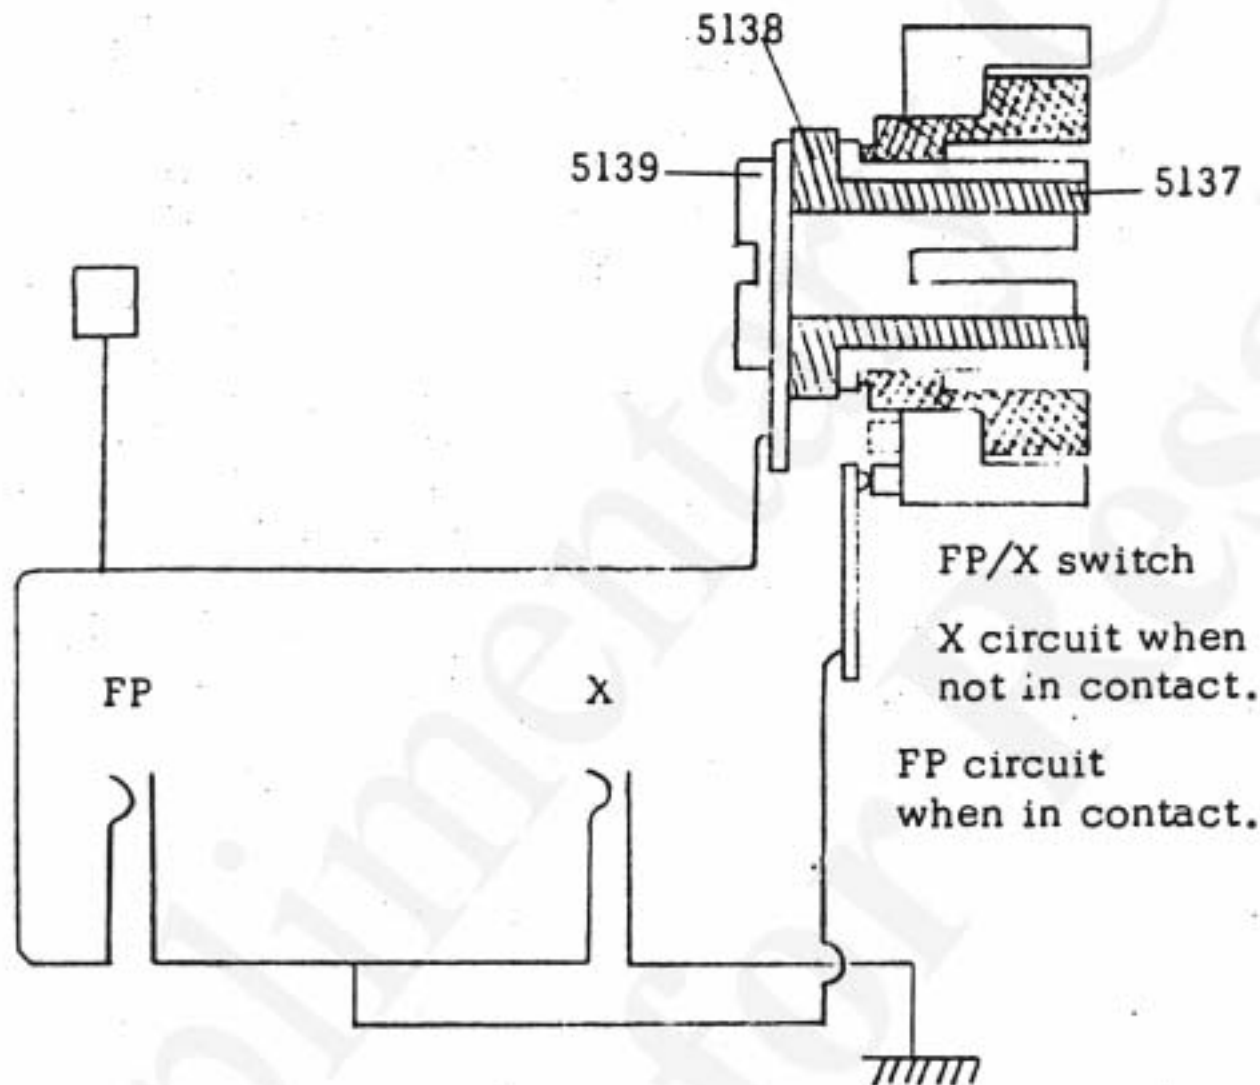 5138
5139
5137
FP/X switch
X circuit when
not in contact.
FP
X
FP circuit
when in contact.